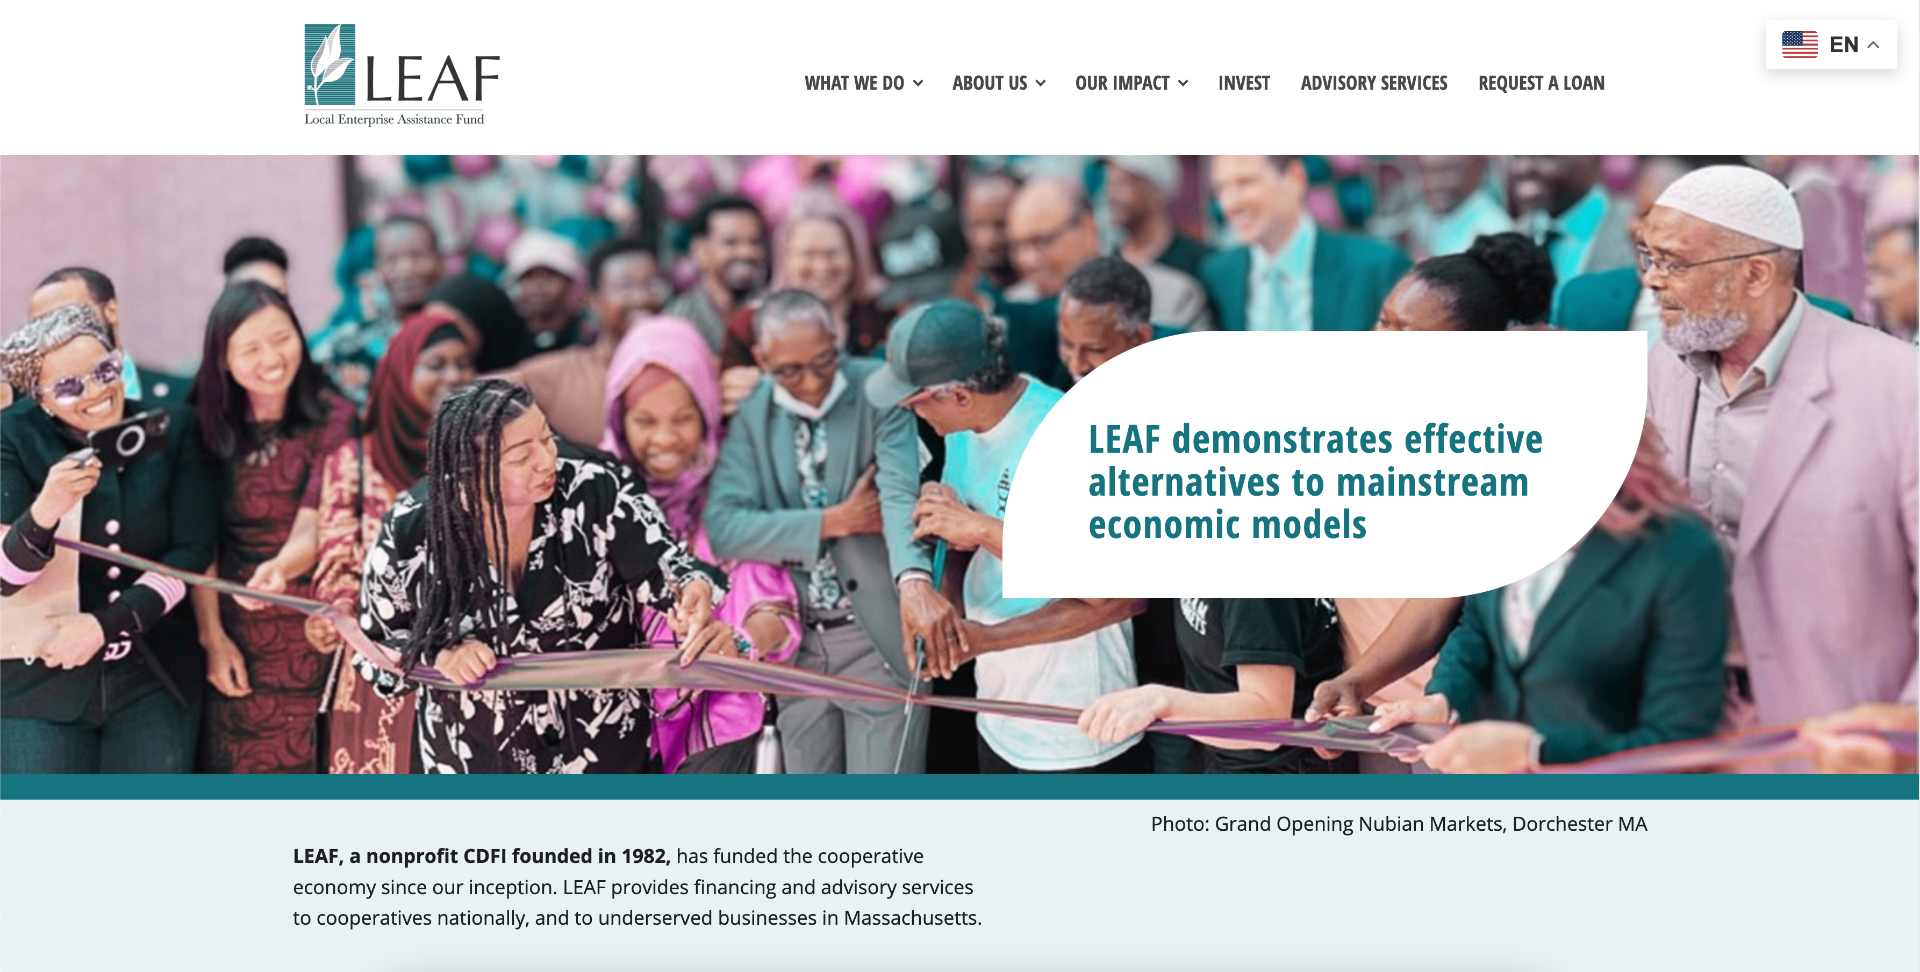 LEAF
Local Enterprise Assistance Fund
WHAT WE DO
ABOUT US
OUR IMPACT
INVEST
ADVISORY SERVICES
REQUEST A LOAN
EN
LEAF demonstrates effective
alternatives to mainstream
economic models
Photo: Grand Opening Nubian Markets, Dorchester MA
LEAF, a nonprofit CDFI founded in 1982, has funded the cooperative
economy since our inception. LEAF provides financing and advisory services
to cooperatives nationally, and to underserved businesses in Massachusetts.